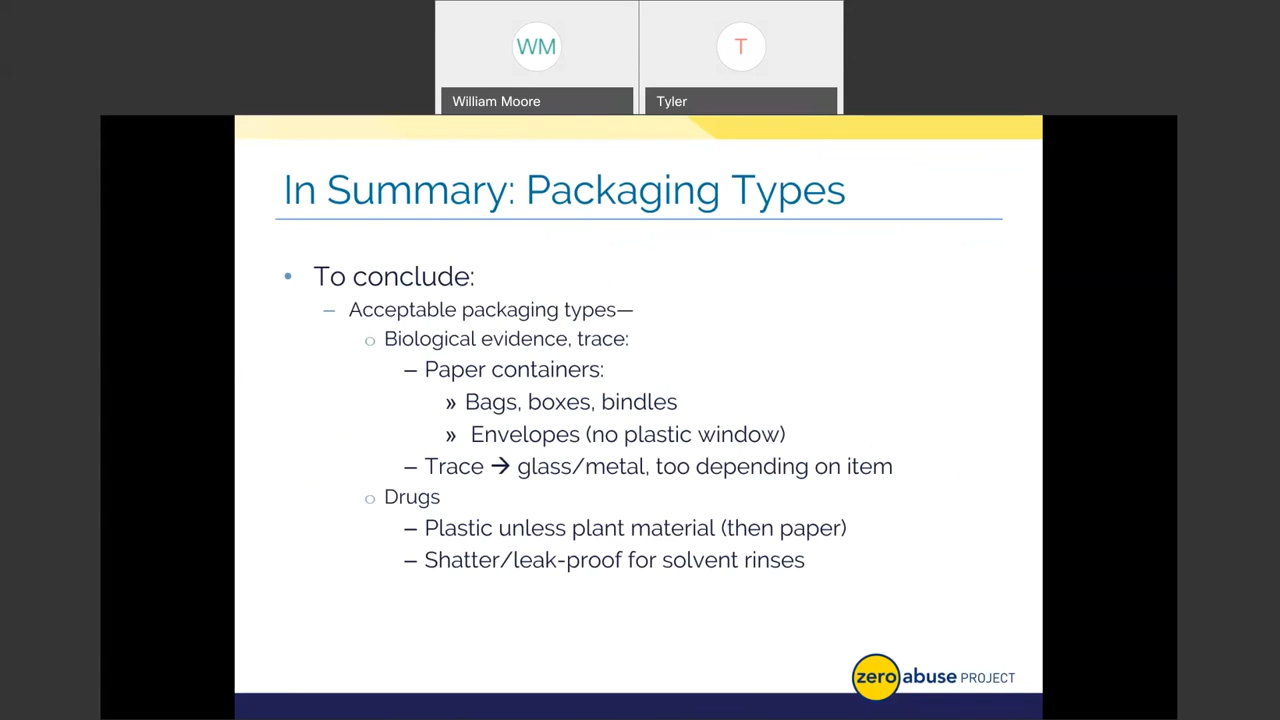 WM
T
William Moore
Tyler
In Summary: Packaging Types
• To conclude:
– Acceptable packaging types—
o Biological evidence, trace:
– Paper containers:
» Bags, boxes, bindles
» Envelopes (no plastic window)
– Trace → glass/metal, too depending on item
o Drugs
– Plastic unless plant material (then paper)
– Shatter/leak-proof for solvent rinses
zero abuse PROJECT